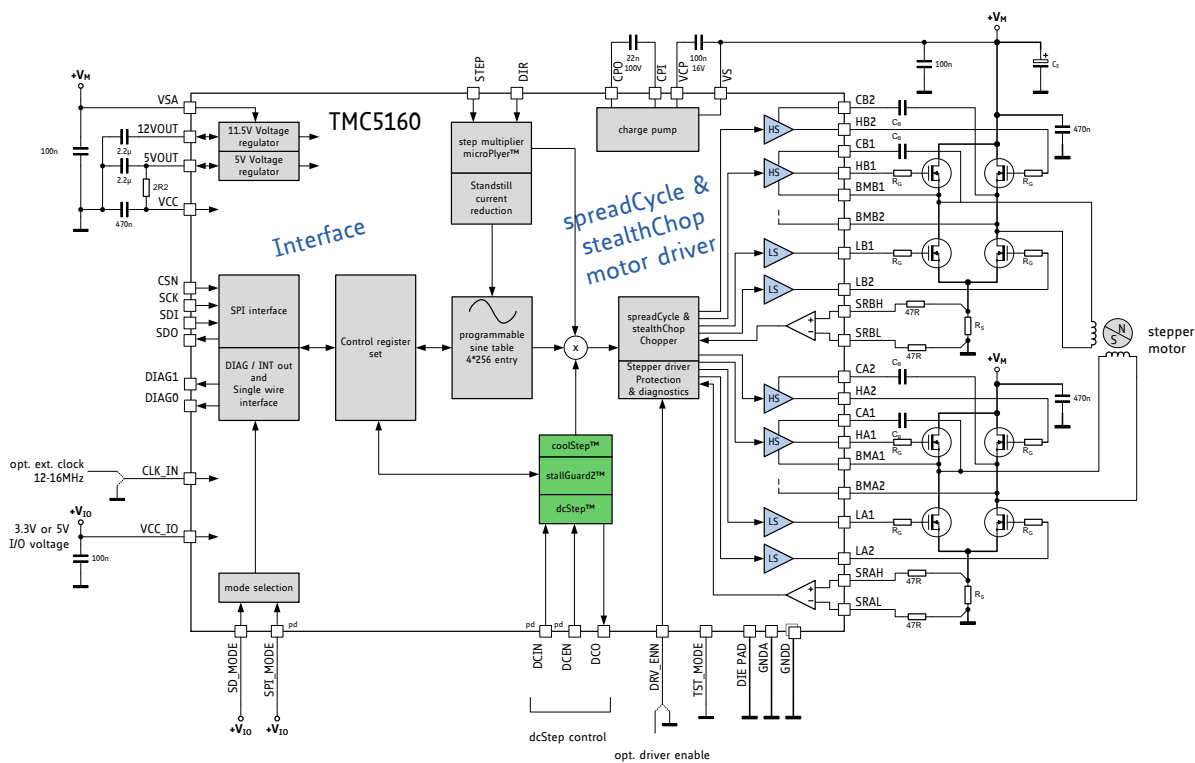 +VM
STEP
DIR
CPO
22n
100V
CPI
VCP
100n
16V
VS
100n
CE
+
+VM
VSA
12VOUT
5VOUT
VCC
100n
2.2µ
2.2µ
2R2
470n
TMC5160
11.5V Voltage
regulator
5V Voltage
regulator
step multiplier
microPlyer™
Standstill
current
reduction
charge pump
Interface
spreadCycle &
stealthChop
motor driver
HS
HS
LS
LS
CB2
CB
HB2
CB1
CB
HB1
RG
RG
470n
BMB1
BMB2
LB1
RG
RG
LB2
SRBH
47R
RS
SRBL
47R
+
−
CSN
SCK
SDI
SDO
DIAG1
DIAG0
SPI interface
DIAG / INT out
and
Single wire
interface
Control register
set
programmable
sine table
4*256 entry
x
spreadCycle &
stealthChop
Chopper
Stepper driver
Protection
& diagnostics
N
S
stepper
motor
+VM
HS
HS
LS
LS
CA2
CB
HA2
CA1
CB
HA1
RG
RG
470n
BMA1
BMA2
LA1
RG
RG
LA2
SRAH
47R
RS
SRAL
47R
+
−
coolStep™
stallGuard2™
dcStep™
opt. ext. clock
12-16MHz
CLK_IN
+VIO
3.3V or 5V
I/O voltage
VCC_IO
100n
mode selection
pd
pd
pd
SD_MODE
SPI_MODE
DCIN
DCEN
DCO
DRV_ENN
TST_MODE
DIE PAD
GNDA
GNDD
+VIO
+VIO
dcStep control
opt. driver enable